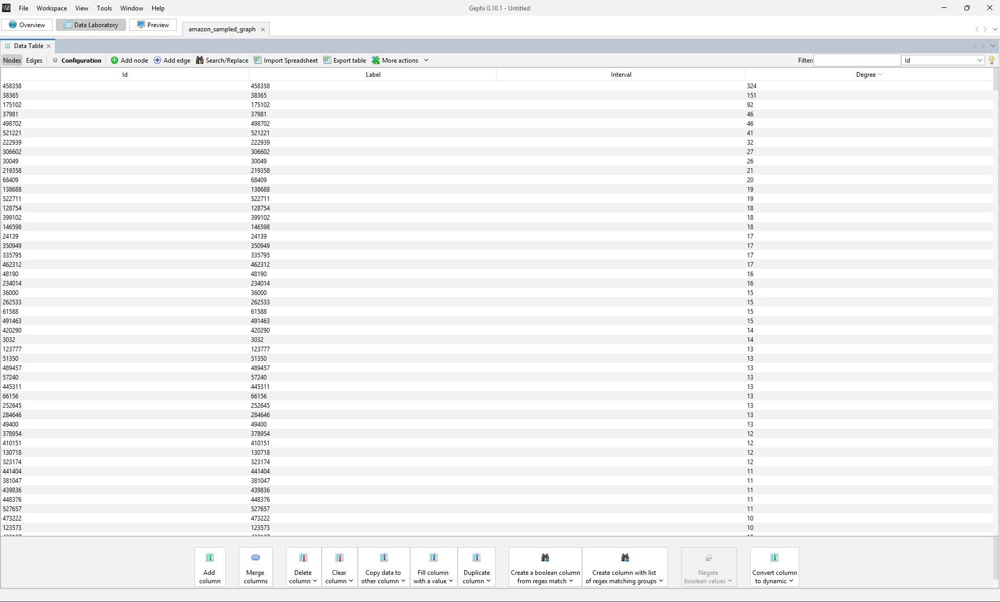 File Workspace View Tools Window Help Gephi 0.10.1 - Untitled
Overview Data Laboratory Preview amazon_sampled_graph
Data Table
Nodes Edges Configuration Add node Add edge Search/Replace Import Spreadsheet Export table More actions Filter: Id
Id Label Interval Degree
458358 458358 324
38365 38365 151
175102 175102 92
37981 37981 46
498702 498702 46
521221 521221 41
222939 222939 32
306602 306602 27
30049 30049 26
219358 219358 21
68409 68409 20
138688 138688 19
522711 522711 19
128754 128754 18
399102 399102 18
146598 146598 18
24139 24139 17
350949 350949 17
335795 335795 17
462312 462312 17
48190 48190 16
234014 234014 16
36000 36000 15
262533 262533 15
61588 61588 15
491463 491463 15
420290 420290 14
3032 3032 14
123777 123777 13
51350 51350 13
489457 489457 13
57240 57240 13
445311 445311 13
66156 66156 13
252645 252645 13
284646 284646 13
49400 49400 13
378954 378954 12
410151 410151 12
130718 130718 12
323174 323174 12
441404 441404 11
381047 381047 11
439836 439836 11
448376 448376 11
527657 527657 11
473222 473222 10
123573 123573 10
Add column
Merge columns
Delete column
Clear column
Copy data to other column
Fill column with a value
Duplicate column
Create a boolean column from regex match
Create column with list of regex matching groups
Negate boolean values
Convert column to dynamic